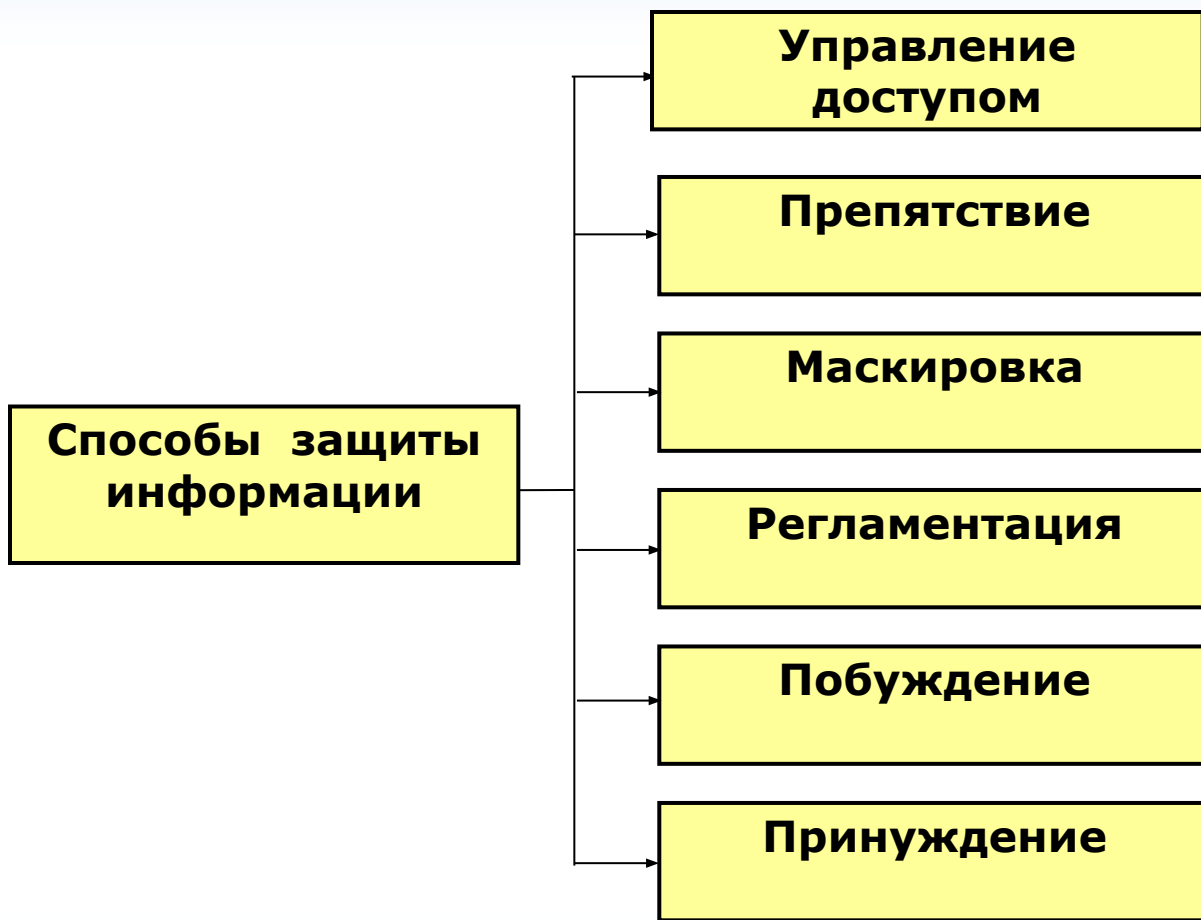 Управление
доступом
Препятствие
Маскировка
Способы защиты
информации
Регламентация
Побуждение
Принуждение